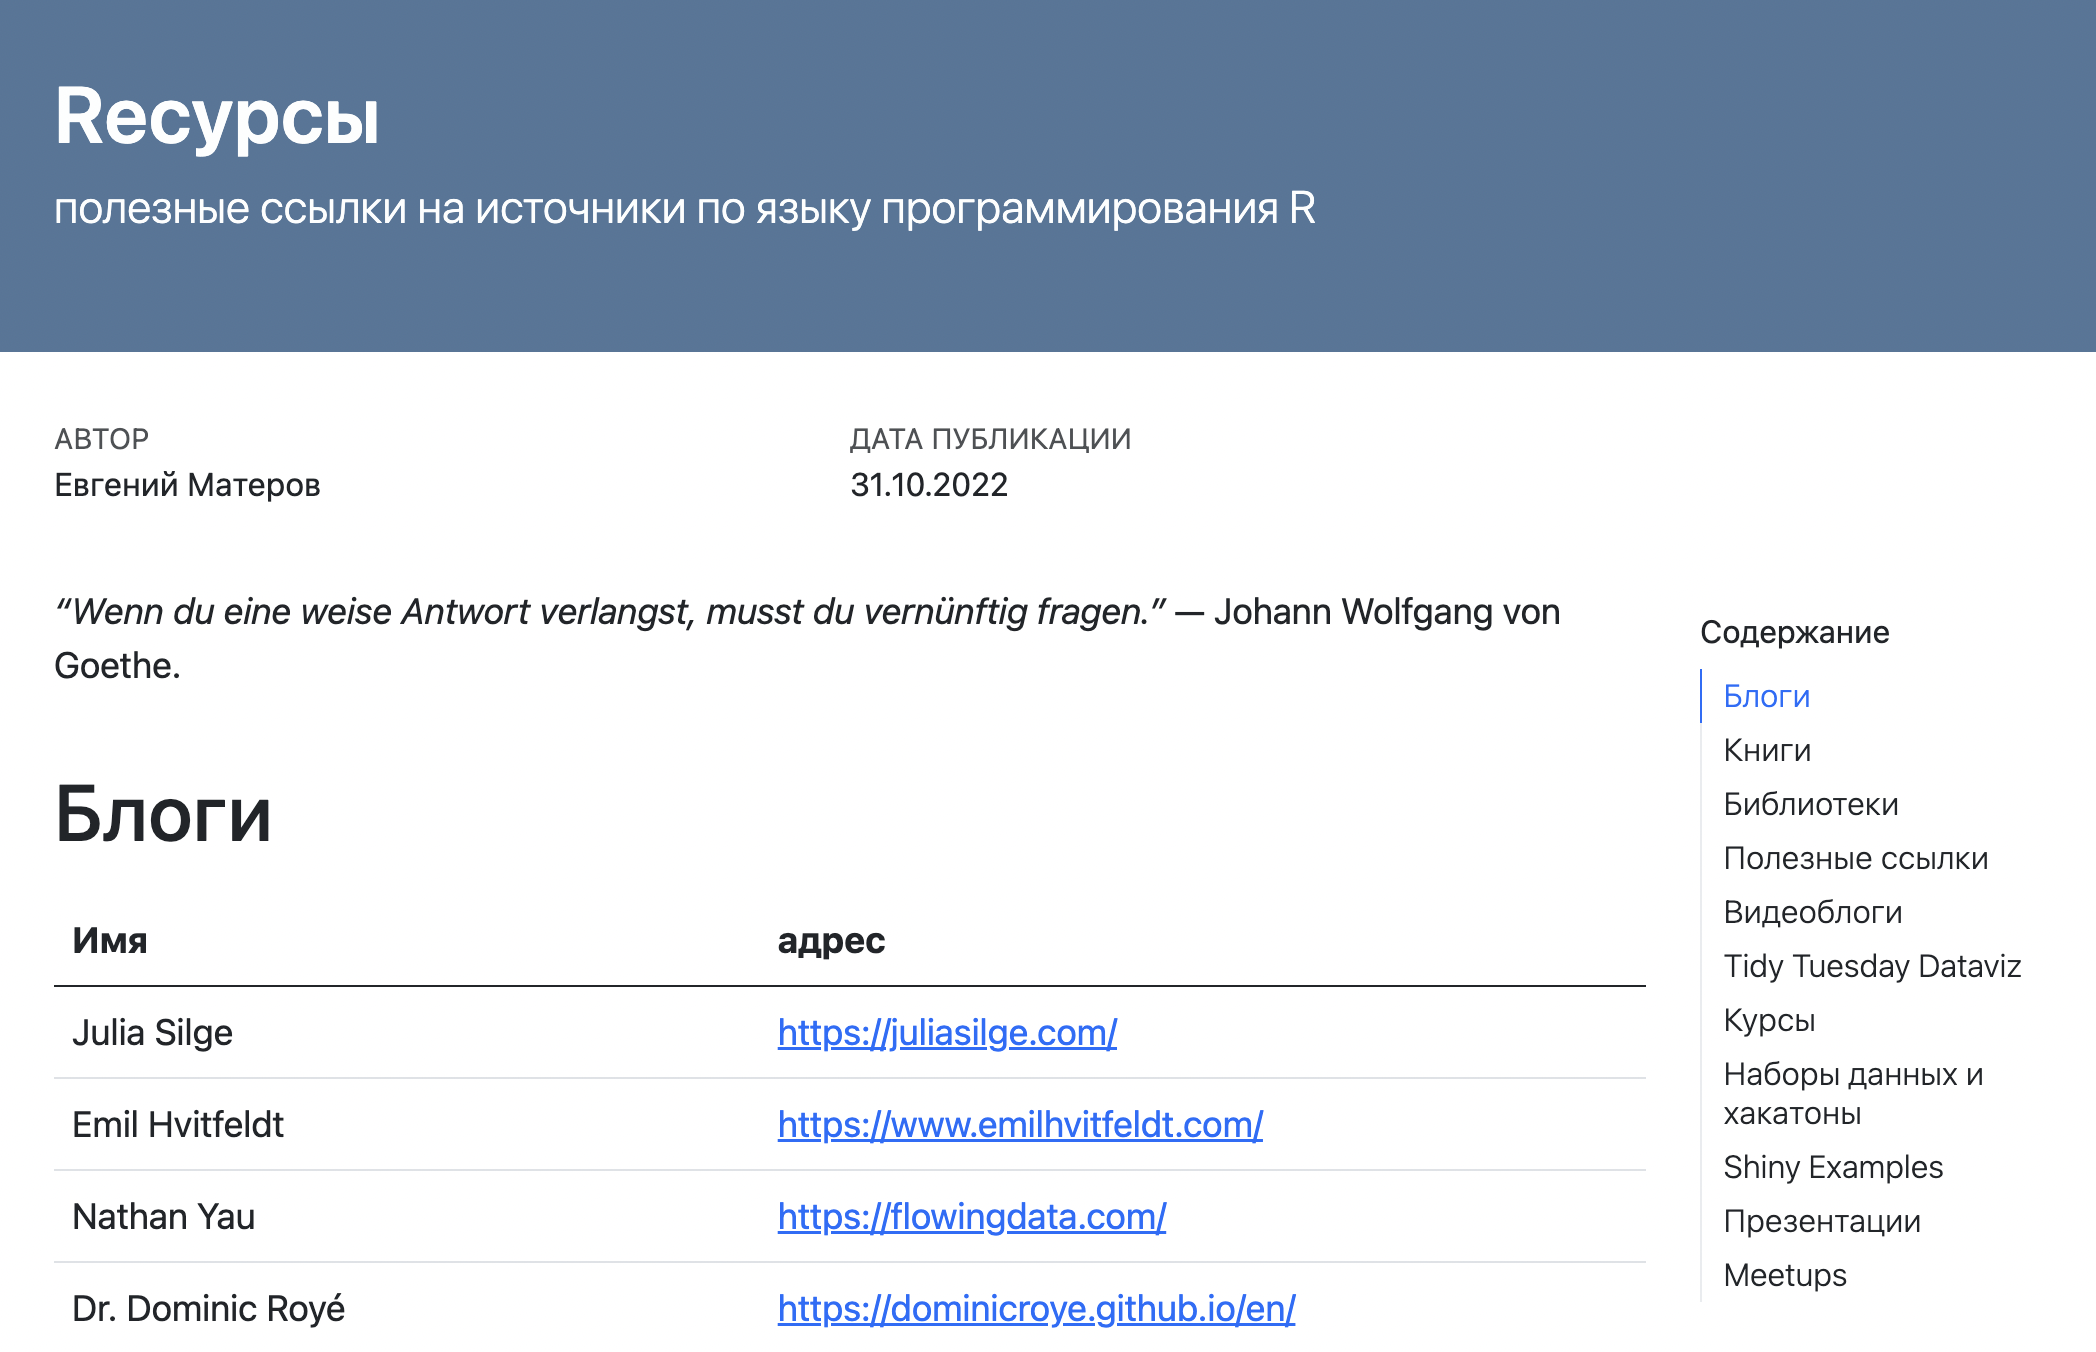 Rесурсы
полезные ссылки на источники по языку программирования R
АВТОР
Евгений Матеров
ДАТА ПУБЛИКАЦИИ
31.10.2022
“Wenn du eine weise Antwort verlangst, musst du vernünftig fragen.” — Johann Wolfgang von
Goethe.
Блоги
Имя адрес
Julia Silge https://juliasilge.com/
Emil Hvitfeldt https://www.emilhvitfeldt.com/
Nathan Yau https://flowingdata.com/
Dr. Dominic Royé https://dominicroye.github.io/en/
Содержание
Блоги
Книги
Библиотеки
Полезные ссылки
Видеоблоги
Tidy Tuesday Dataviz
Курсы
Наборы данных и
хакатоны
Shiny Examples
Презентации
Meetups